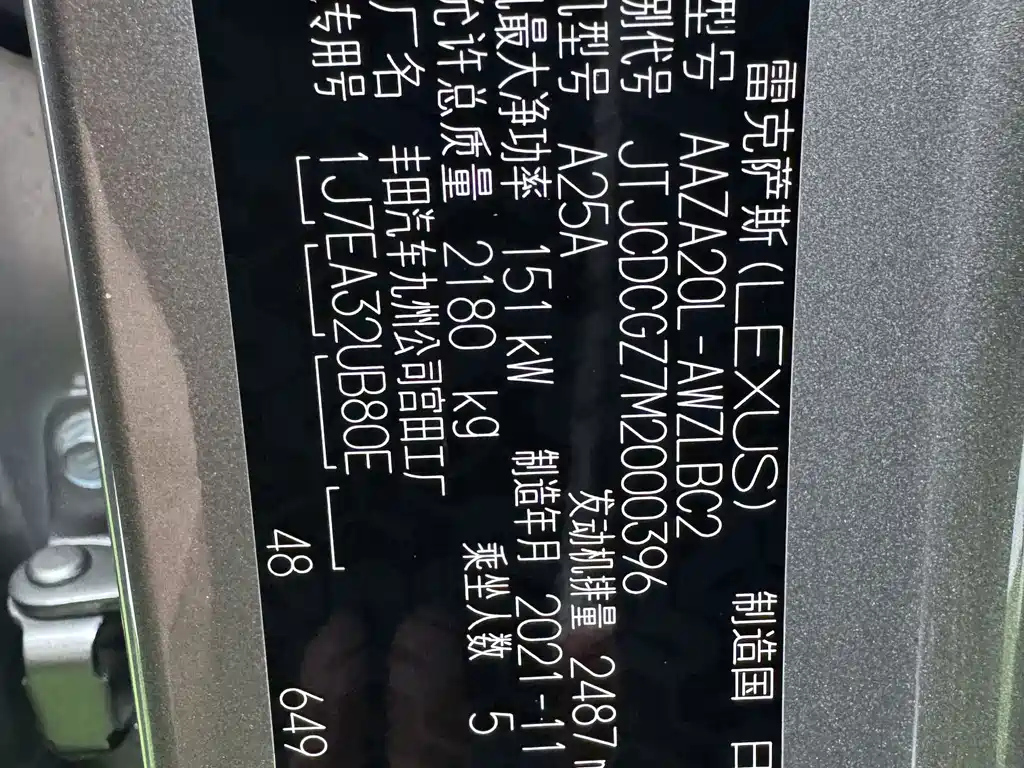 雷克萨斯(LEXUS) 制造国 日
型号 AAZA20L-AWZLBC2
别代号 JTJCDCGZ7M2000396
机型号 A25A 发动机排量 2487 m
机最大净功率 151 kW 制造年月 2021-11
允许总质量 2180 kg 乘坐人数 5
厂名 丰田汽车九州公司宫田工厂
专用号 1J7EA32UB80E
48 649